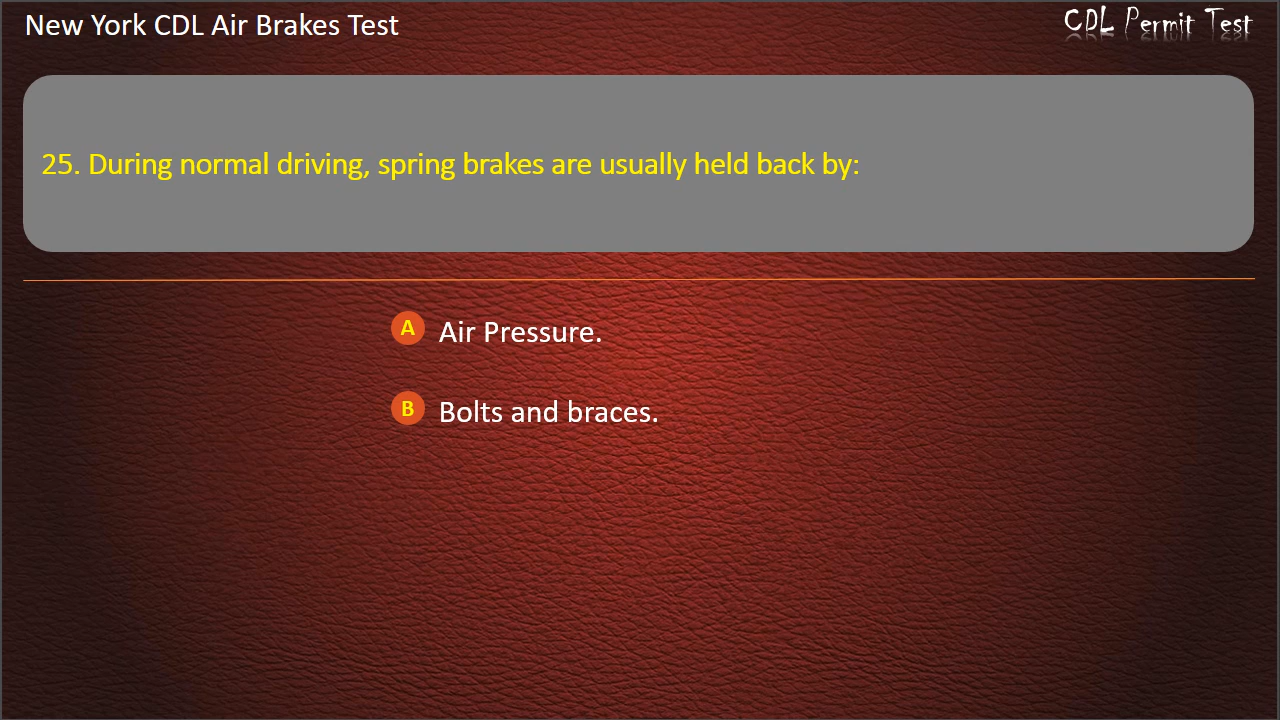 New York CDL Air Brakes Test
CDL Permit Test
25. During normal driving, spring brakes are usually held back by:
A Air Pressure.
B Bolts and braces.